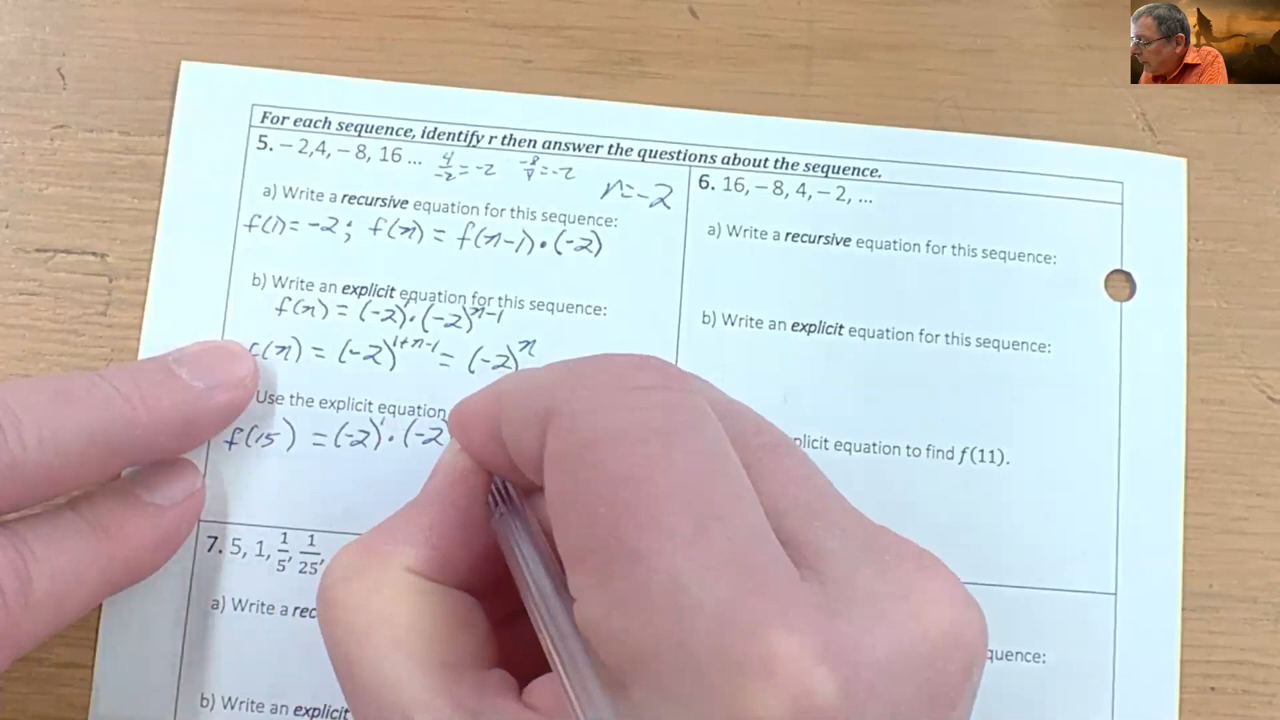 For each sequence, identify r then answer the questions about the sequence.
5. − 2,4, − 8, 16 ... 4/-2 = -2 -8/4 = -2
r = -2
a) Write a recursive equation for this sequence:
f(1) = -2; f(n) = f(n-1)•(-2)
b) Write an explicit equation for this sequence:
f(n) = (-2)¹•(-2)ⁿ⁻¹
f(n) = (-2)¹⁺ⁿ⁻¹ = (-2)ⁿ
Use the explicit equation
f(15) = (-2)¹•(-2)
6. 16, −8, 4, −2, ...
a) Write a recursive equation for this sequence:
b) Write an explicit equation for this sequence:
equation to find f(11).
7. 5, 1, 1/5, 1/25,
a) Write a
b) Write an explicit